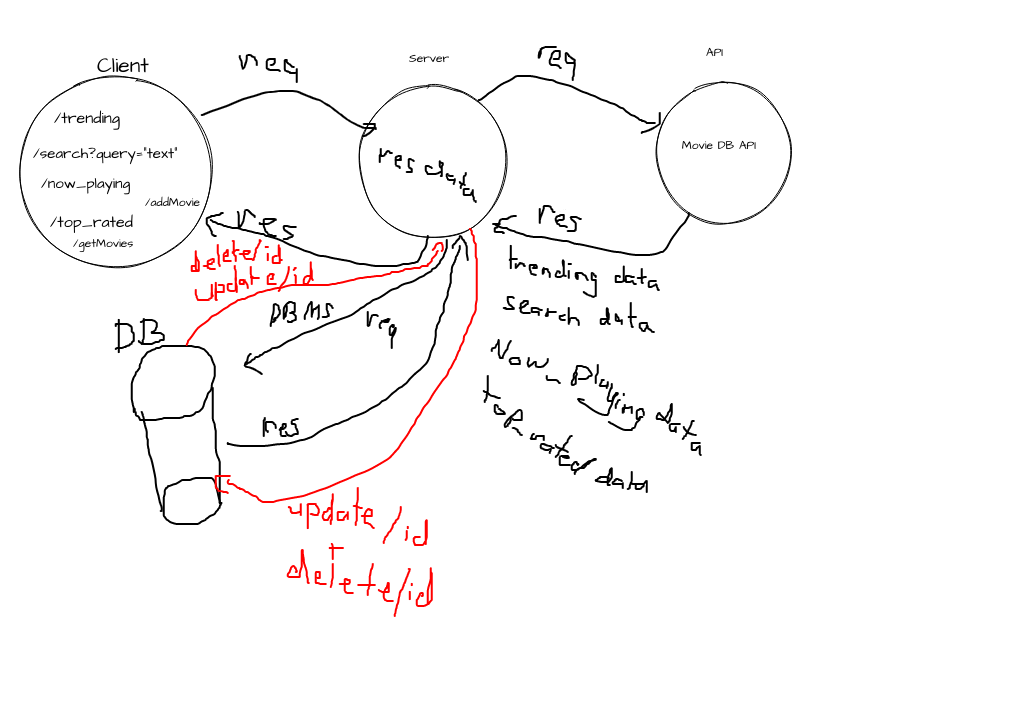 Client
req
Server
req
API
/trending
/search?query="text"
/now_playing
/addMovie
/top_rated
/getMovies
res data
Movie DB API
res
res
delete/id
update/id
trending data
search data
Now_Playing data
top_rated/data
DB
DBMS
req
res
update/id
delete/id